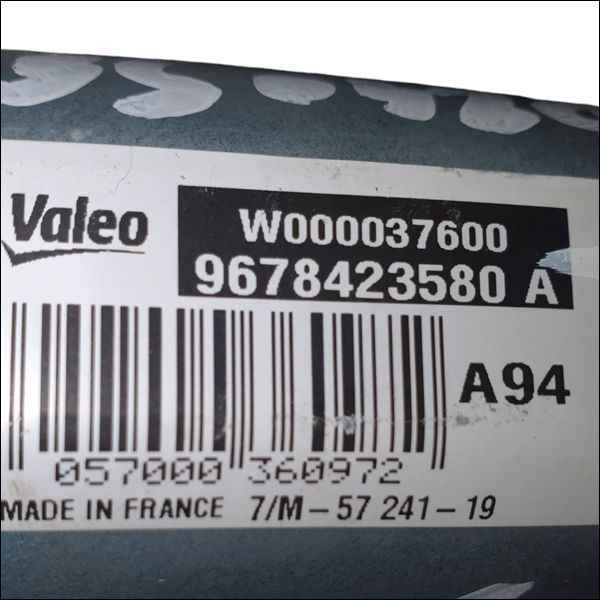 Valeo
W000037600
9678423580 A
A94
057000 360972
MADE IN FRANCE 7/M-57 241-19